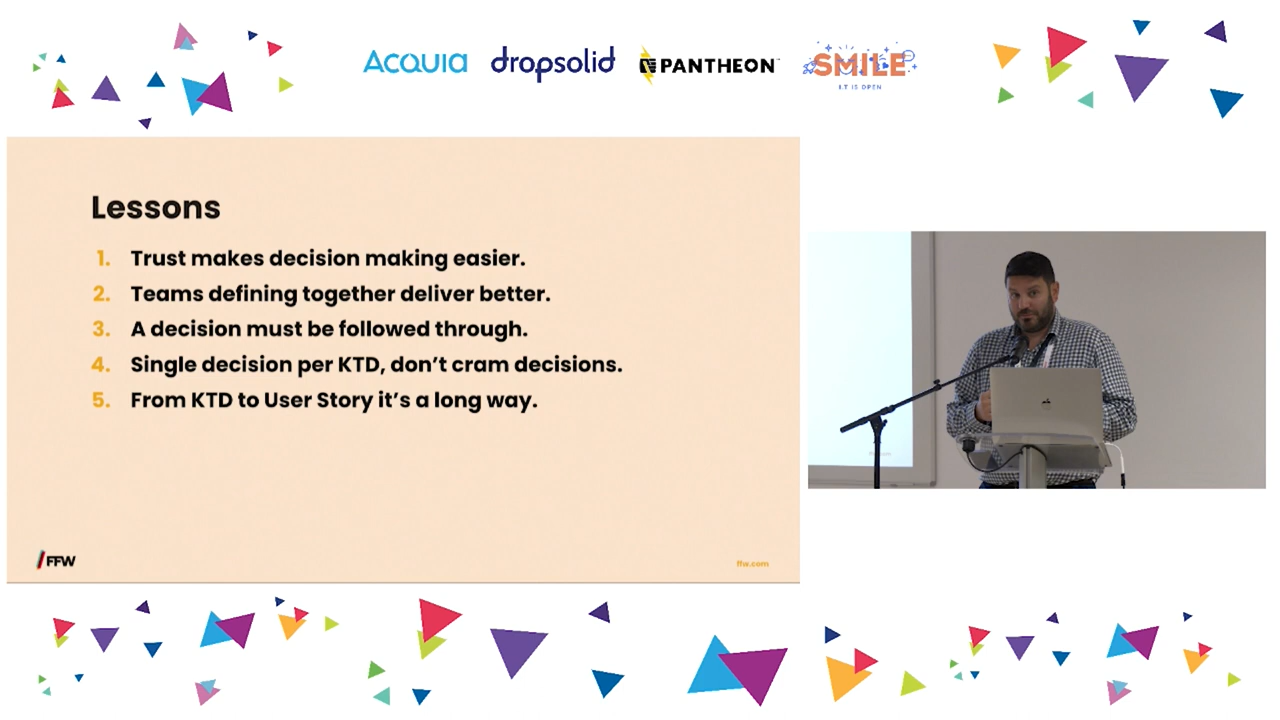 ACQUIA
dropsolid
PANTHEON
SMILE
I.T IS OPEN
Lessons
1. Trust makes decision making easier.
2. Teams defining together deliver better.
3. A decision must be followed through.
4. Single decision per KTD, don't cram decisions.
5. From KTD to User Story it's a long way.
/FFW
ffw.com